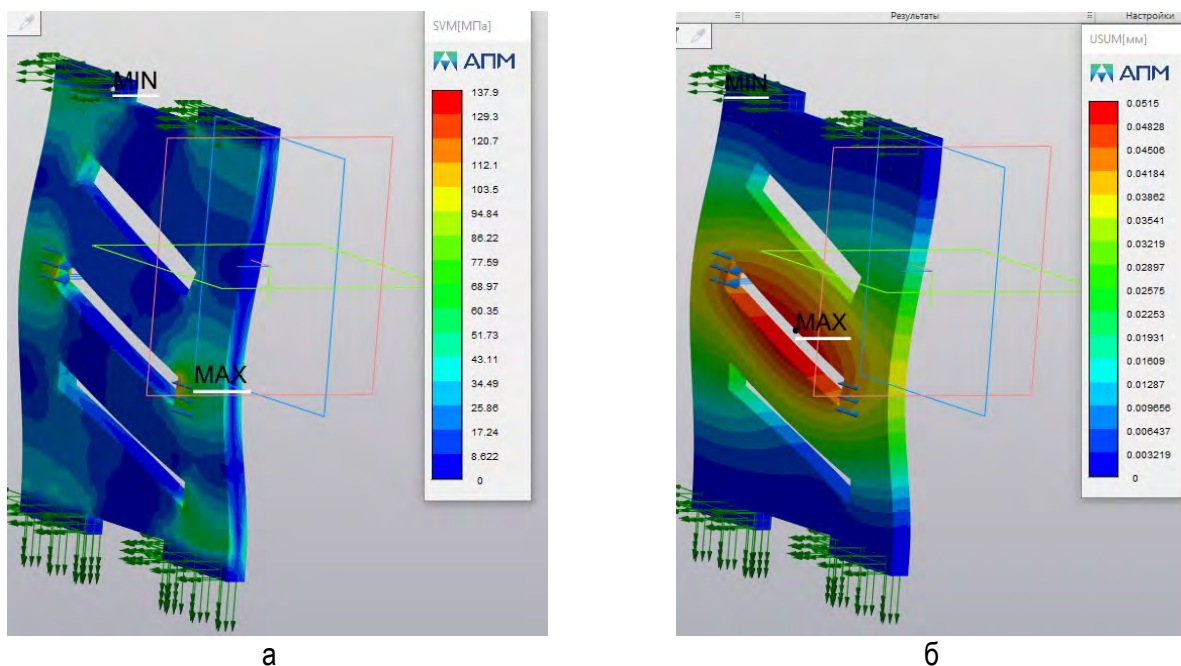 SVM[МПа]
АПМ
137.9
129.3
120.7
112.1
103.5
94.84
86.22
77.59
68.97
60.35
51.73
43.11
34.49
25.86
17.24
8.622
0
MIN
MAX
а
Результаты
Настройки
USUM[мм]
АПМ
0.0515
0.04828
0.04506
0.04184
0.03862
0.03541
0.03219
0.02897
0.02575
0.02253
0.01931
0.01609
0.01287
0.009656
0.006437
0.003219
0
MIN
MAX
б